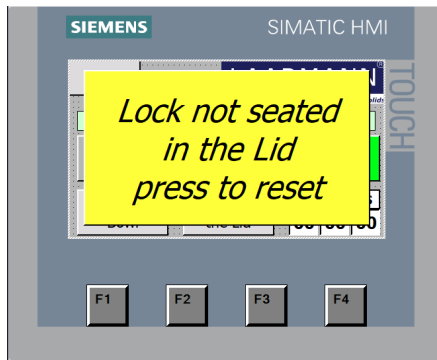 SIEMENS
SIMATIC HMI
TOUCH
Lock not seated
in the Lid
press to reset
F1
F2
F3
F4